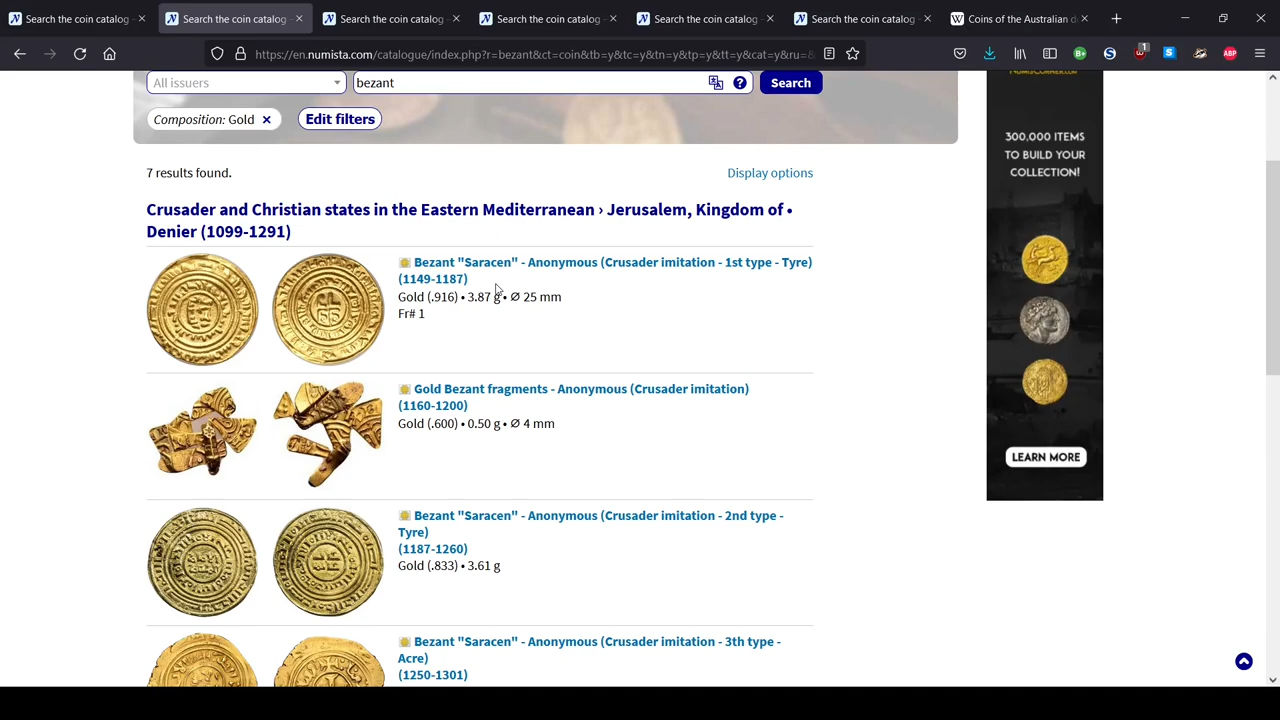 Search the coin catalog -
Search the coin catalog -
Search the coin catalog -
Search the coin catalog -
Search the coin catalog -
Search the coin catalog -
Coins of the Australian d
https://en.numista.com/catalogue/index.php?r=bezant&ct=coin&tb=y&tc=y&tn=y&tp=y&tt=y&cat=y&ru=
1
B+
S
S
ABP
All issuers
bezant
Search
Composition: Gold ×
Edit filters
7 results found.
Display options
Crusader and Christian states in the Eastern Mediterranean › Jerusalem, Kingdom of •
Denier (1099-1291)
Bezant "Saracen" - Anonymous (Crusader imitation - 1st type - Tyre)
(1149-1187)
Gold (.916) • 3.87 g • Ø 25 mm
Fr# 1
Gold Bezant fragments - Anonymous (Crusader imitation)
(1160-1200)
Gold (.600) • 0.50 g • Ø 4 mm
Bezant "Saracen" - Anonymous (Crusader imitation - 2nd type -
Tyre)
(1187-1260)
Gold (.833) • 3.61 g
Bezant "Saracen" - Anonymous (Crusader imitation - 3th type -
Acre)
(1250-1301)
300,000 ITEMS
TO BUILD YOUR
COLLECTION!
LEARN MORE